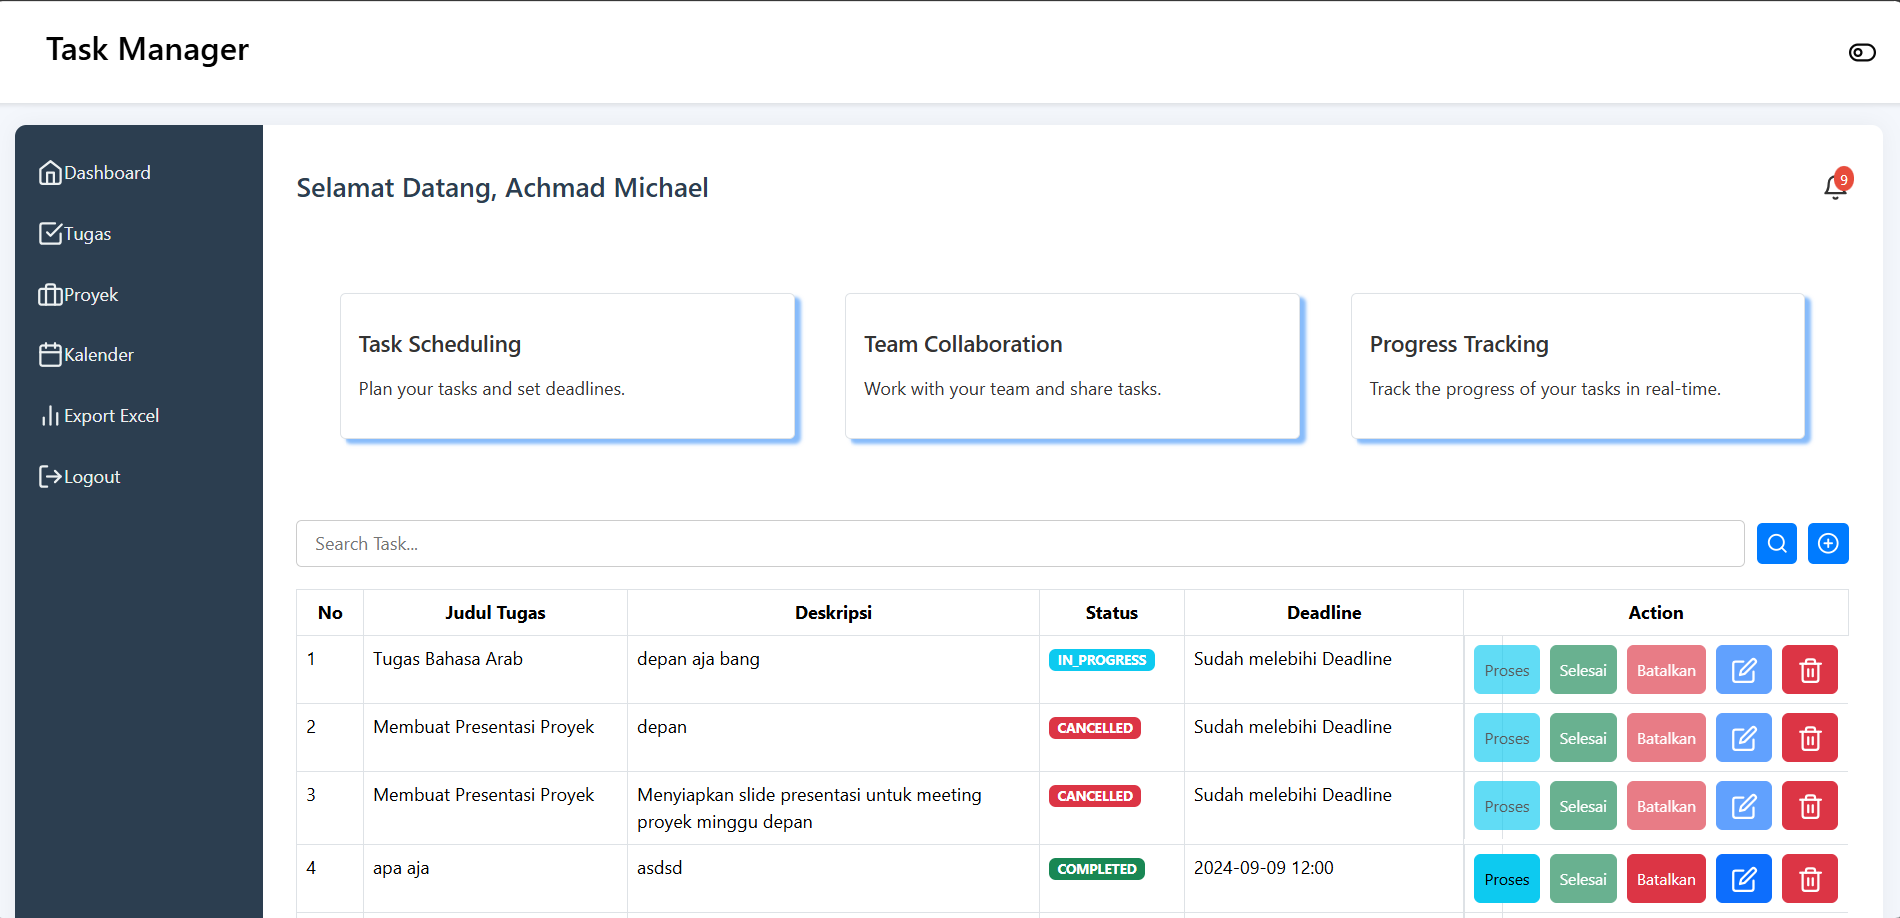 Task Manager
Dashboard
Tugas
Proyek
Kalender
Export Excel
Logout
Selamat Datang, Achmad Michael
9
Task Scheduling
Plan your tasks and set deadlines.
Team Collaboration
Work with your team and share tasks.
Progress Tracking
Track the progress of your tasks in real-time.
Search Task...
No Judul Tugas Deskripsi Status Deadline Action
1 Tugas Bahasa Arab depan aja bang IN_PROGRESS Sudah melebihi Deadline Proses Selesai Batalkan
2 Membuat Presentasi Proyek depan CANCELLED Sudah melebihi Deadline Proses Selesai Batalkan
3 Membuat Presentasi Proyek Menyiapkan slide presentasi untuk meeting CANCELLED Sudah melebihi Deadline Proses Selesai Batalkan
proyek minggu depan
4 apa aja asdsd COMPLETED 2024-09-09 12:00 Proses Selesai Batalkan